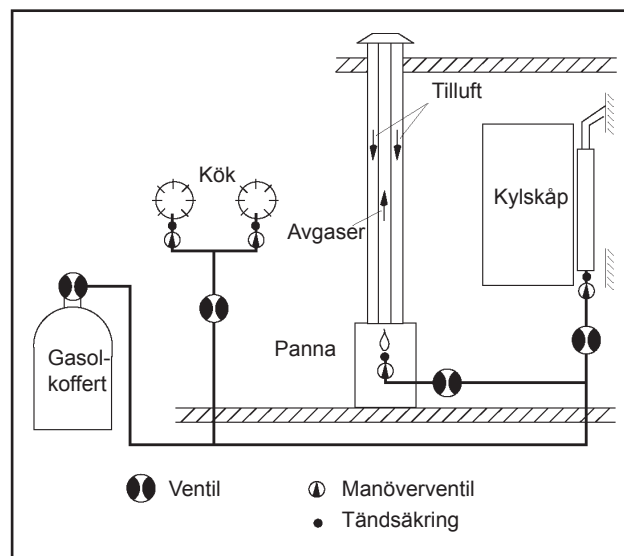 Tilluft
Kök
Kylskåp
Avgaser
Panna
Gasol-
koffert
Ventil
Manöverventil
Tändsäkring